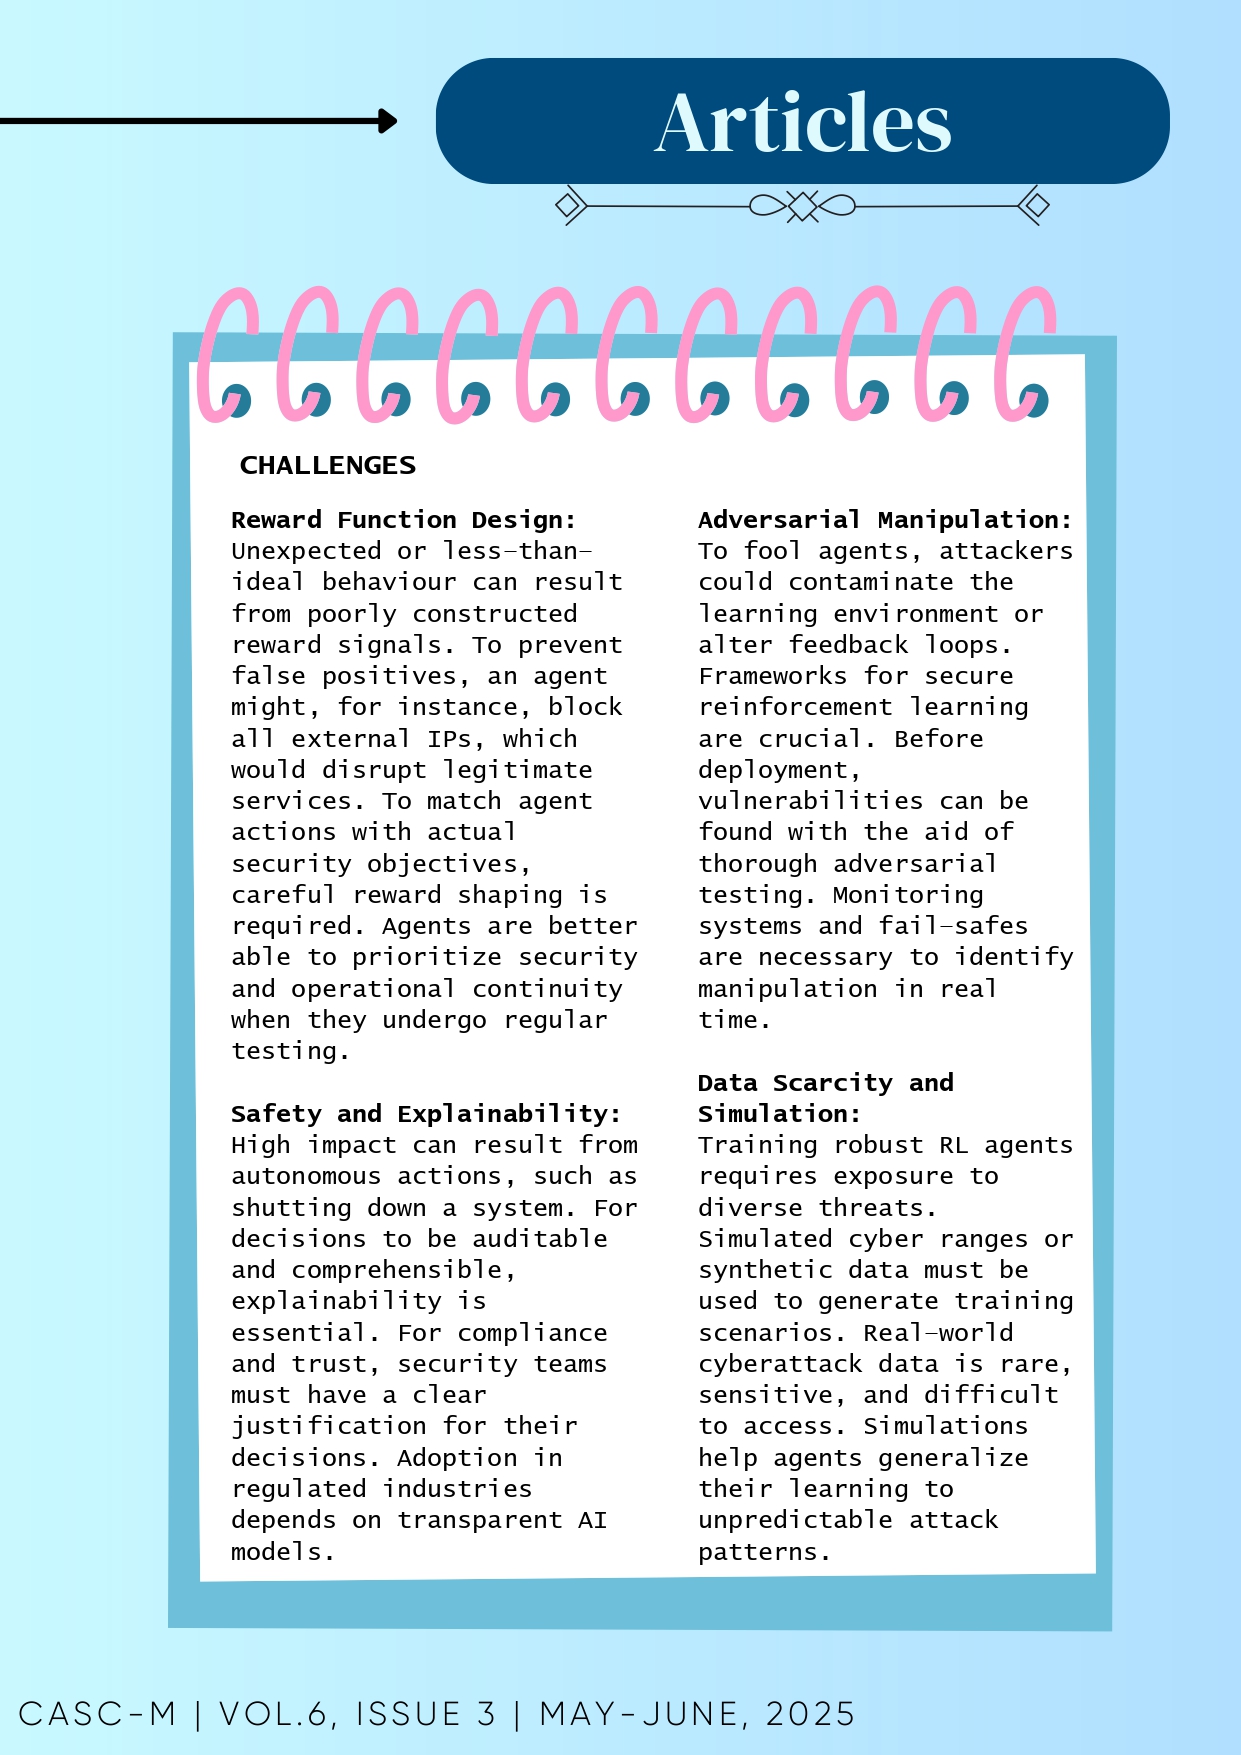 Articles
CHALLENGES
Reward Function Design:
Unexpected or less-than-
ideal behaviour can result
from poorly constructed
reward signals. To prevent
false positives, an agent
might, for instance, block
all external IPs, which
would disrupt legitimate
services. To match agent
actions with actual
security objectives,
careful reward shaping is
required. Agents are better
able to prioritize security
and operational continuity
when they undergo regular
testing.
Safety and Explainability:
High impact can result from
autonomous actions, such as
shutting down a system. For
decisions to be auditable
and comprehensible,
explainability is
essential. For compliance
and trust, security teams
must have a clear
justification for their
decisions. Adoption in
regulated industries
depends on transparent AI
models.
Adversarial Manipulation:
To fool agents, attackers
could contaminate the
learning environment or
alter feedback loops.
Frameworks for secure
reinforcement learning
are crucial. Before
deployment,
vulnerabilities can be
found with the aid of
thorough adversarial
testing. Monitoring
systems and fail-safes
are necessary to identify
manipulation in real
time.
Data Scarcity and
Simulation:
Training robust RL agents
requires exposure to
diverse threats.
Simulated cyber ranges or
synthetic data must be
used to generate training
scenarios. Real-world
cyberattack data is rare,
sensitive, and difficult
to access. Simulations
help agents generalize
their learning to
unpredictable attack
patterns.
CASC-M | VOL.6, ISSUE 3 | MAY-JUNE, 2025